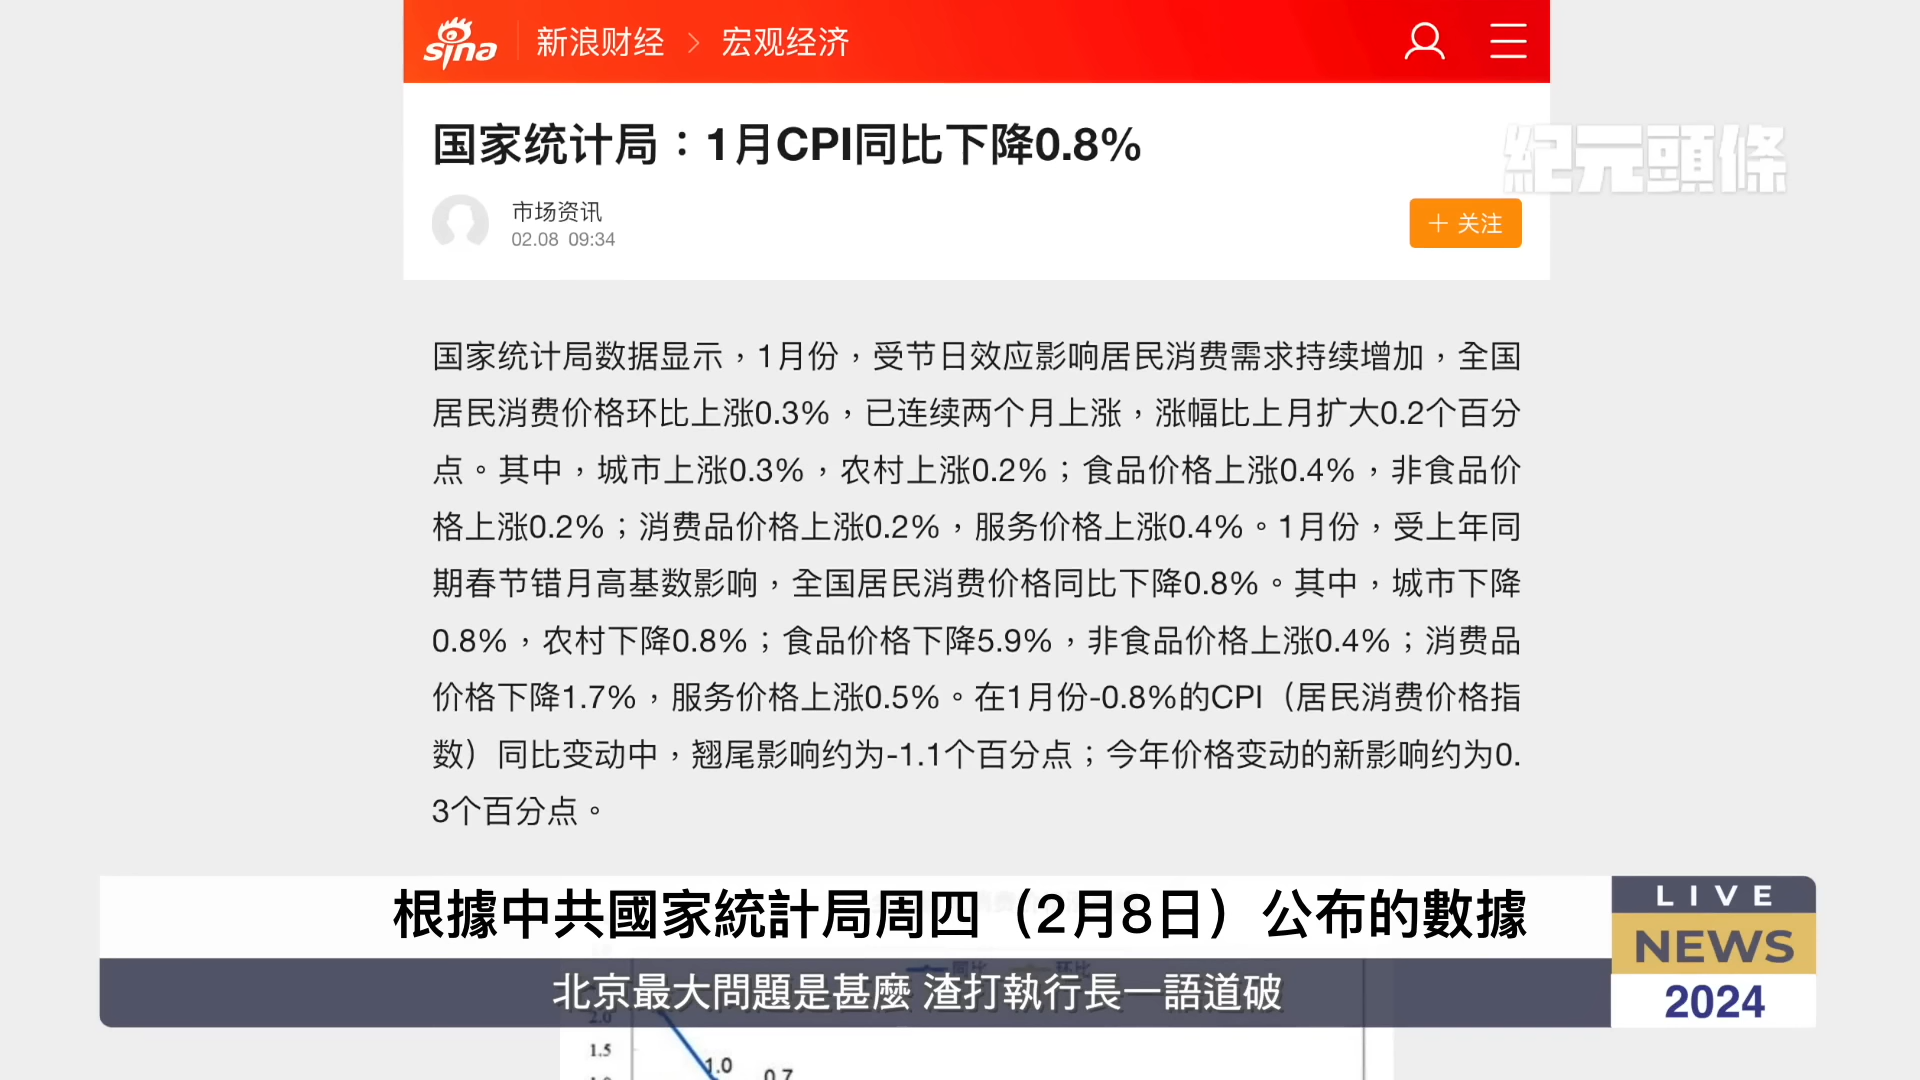 sina 新浪财经 > 宏观经济
国家统计局：1月CPI同比下降0.8%
紀元頭條
市场资讯
02.08 09:34
+ 关注
国家统计局数据显示，1月份，受节日效应影响居民消费需求持续增加，全国
居民消费价格环比上涨0.3%，已连续两个月上涨，涨幅比上月扩大0.2个百分
点。其中，城市上涨0.3%，农村上涨0.2%；食品价格上涨0.4%，非食品价
格上涨0.2%；消费品价格上涨0.2%，服务价格上涨0.4%。1月份，受上年同
期春节错月高基数影响，全国居民消费价格同比下降0.8%。其中，城市下降
0.8%，农村下降0.8%；食品价格下降5.9%，非食品价格上涨0.4%；消费品
价格下降1.7%，服务价格上涨0.5%。在1月份-0.8%的CPI（居民消费价格指
数）同比变动中，翘尾影响约为-1.1个百分点；今年价格变动的新影响约为0.
3个百分点。
根據中共國家統計局周四（2月8日）公布的數據
LIVE
NEWS
2024
同比 环比
北京最大問題是甚麼 渣打執行長一語道破
2.0
1.5
1.0
0.7